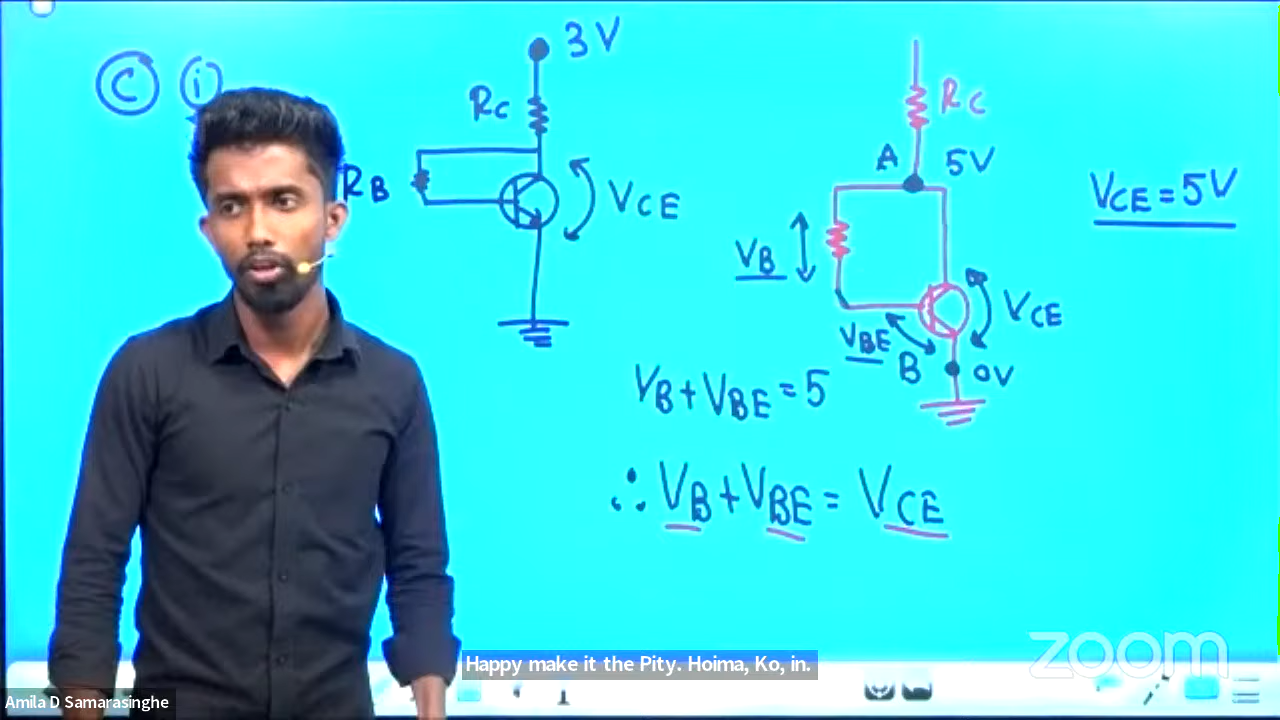 C i
3 V
RC
RB
VCE
RC
A 5V
VCE = 5V
VB
VCE
VBE
B 0V
VB + VBE = 5
∴ VB + VBE = VCE
Happy make it the Pity. Hoima, Ko, in.
zoom
Amila D Samarasinghe